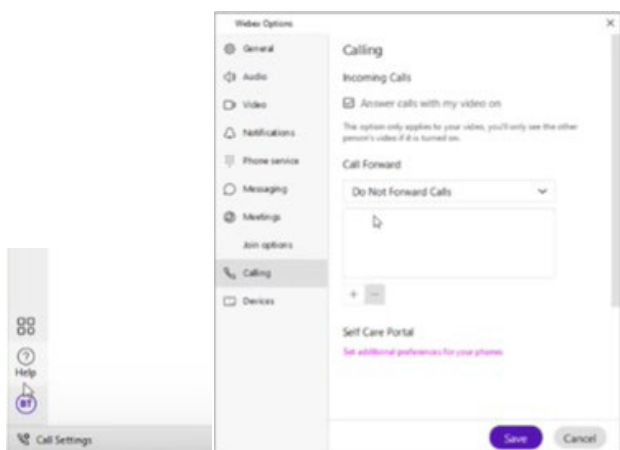 Help
BT
Call Settings
Webex Options
General
Audio
Video
Notifications
Phone service
Messaging
Meetings
Join options
Calling
Devices
Calling
Incoming Calls
Answer calls with my video on
This option only applies to your video, you'll only see the other
person's video if it is turned on.
Call Forward
Do Not Forward Calls
Self Care Portal
Set additional preferences for your phones
Save
Cancel